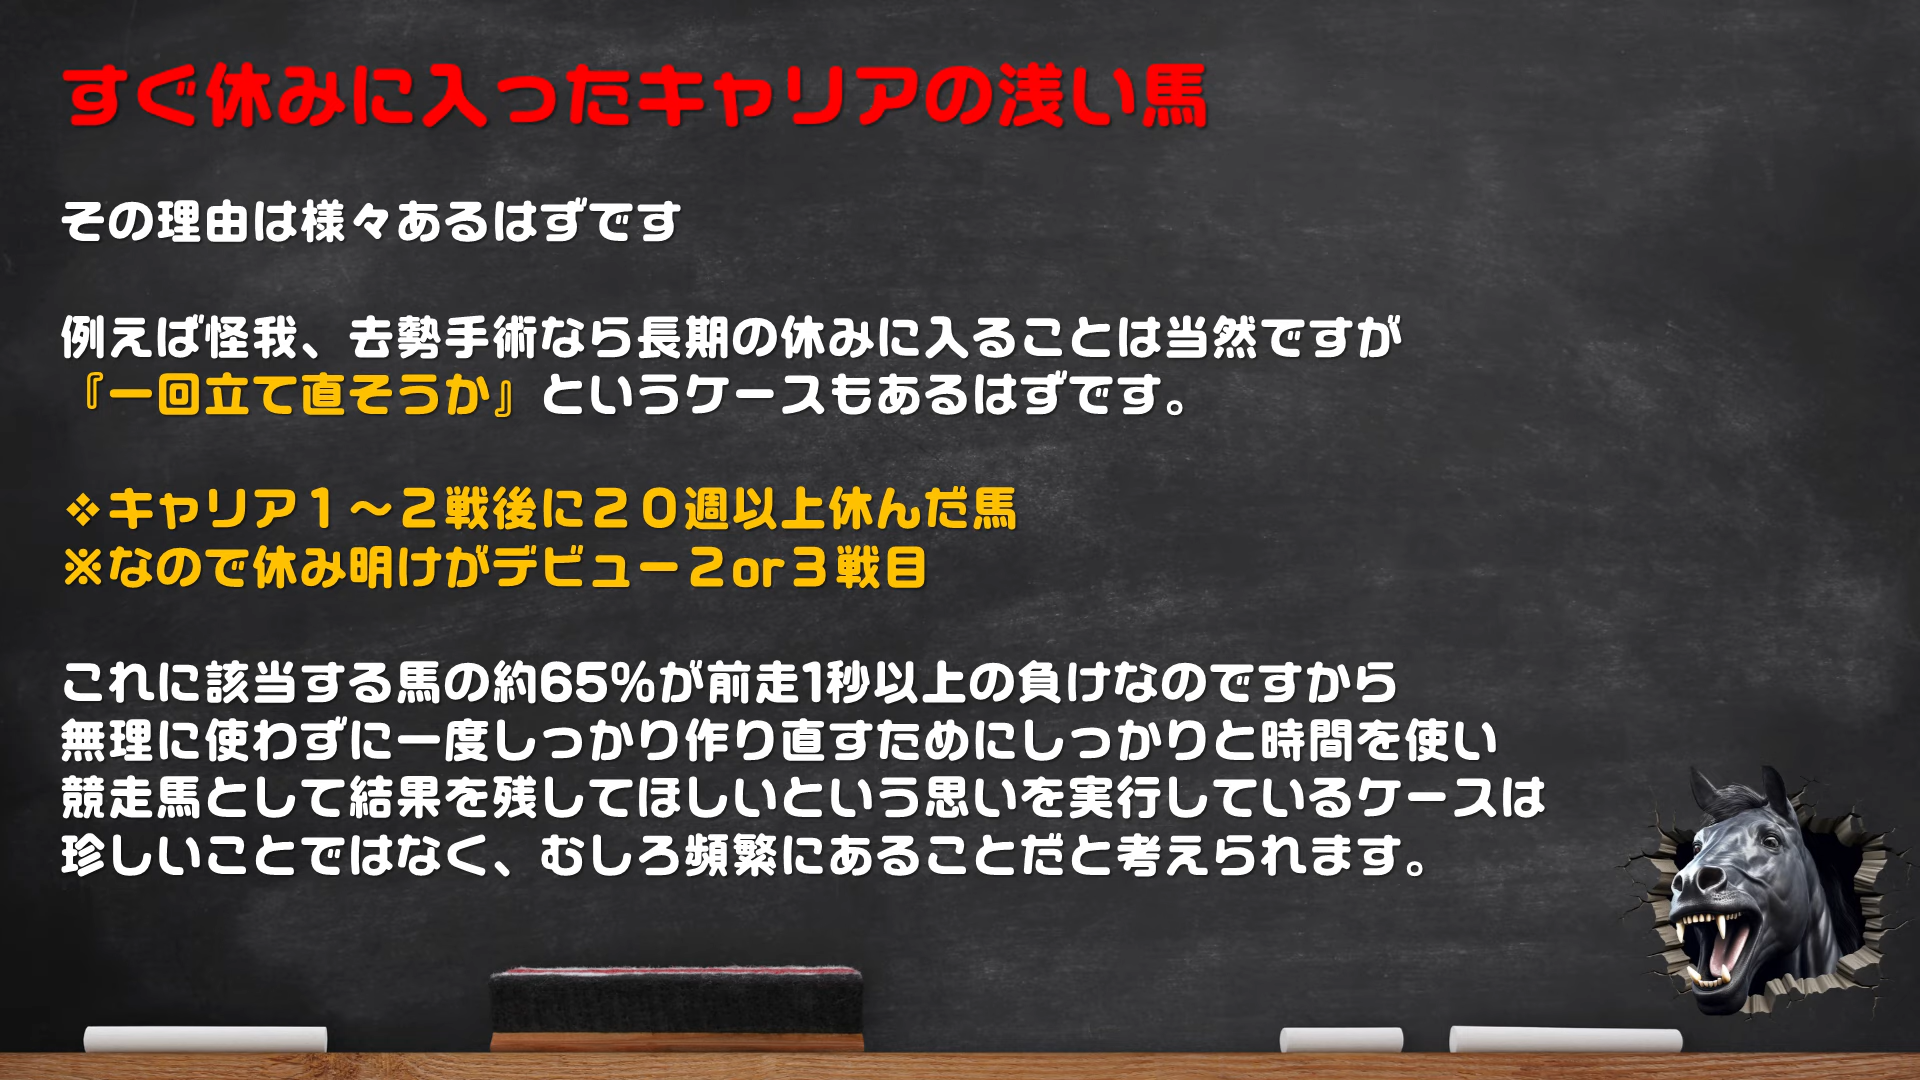 すぐ休みに入ったキャリアの浅い馬
その理由は様々あるはずです
例えば怪我、去勢手術なら長期の休みに入ることは当然ですが
『一回立て直そうか』というケースもあるはずです。
❖キャリア１～２戦後に２０週以上休んだ馬
※なので休み明けがデビュー２or３戦目
これに該当する馬の約65%が前走1秒以上の負けなのですから
無理に使わずに一度しっかり作り直すためにしっかりと時間を使い
競走馬として結果を残してほしいという思いを実行しているケースは
珍しいことではなく、むしろ頻繁にあることだと考えられます。